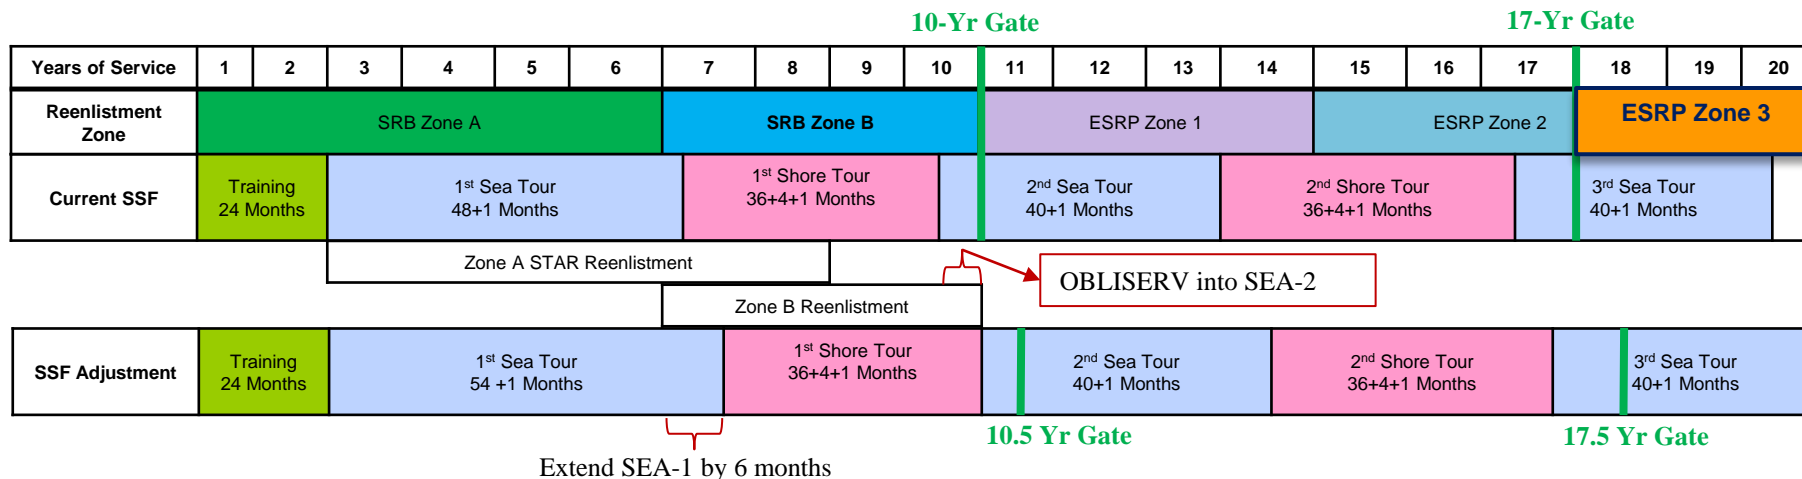 10-Yr Gate
17-Yr Gate
Years of Service 1 2 3 4 5 6 7 8 9 10 11 12 13 14 15 16 17 18 19 20
Reenlistment
Zone
SRB Zone A
SRB Zone B
ESRP Zone 1
ESRP Zone 2
ESRP Zone 3
Current SSF
Training
24 Months
1st Sea Tour
48+1 Months
1st Shore Tour
36+4+1 Months
2nd Sea Tour
40+1 Months
2nd Shore Tour
36+4+1 Months
3rd Sea Tour
40+1 Months
Zone A STAR Reenlistment
OBLISERV into SEA-2
Zone B Reenlistment
SSF Adjustment
Training
24 Months
1st Sea Tour
54 +1 Months
1st Shore Tour
36+4+1 Months
2nd Sea Tour
40+1 Months
2nd Shore Tour
36+4+1 Months
3rd Sea Tour
40+1 Months
10.5 Yr Gate
17.5 Yr Gate
Extend SEA-1 by 6 months